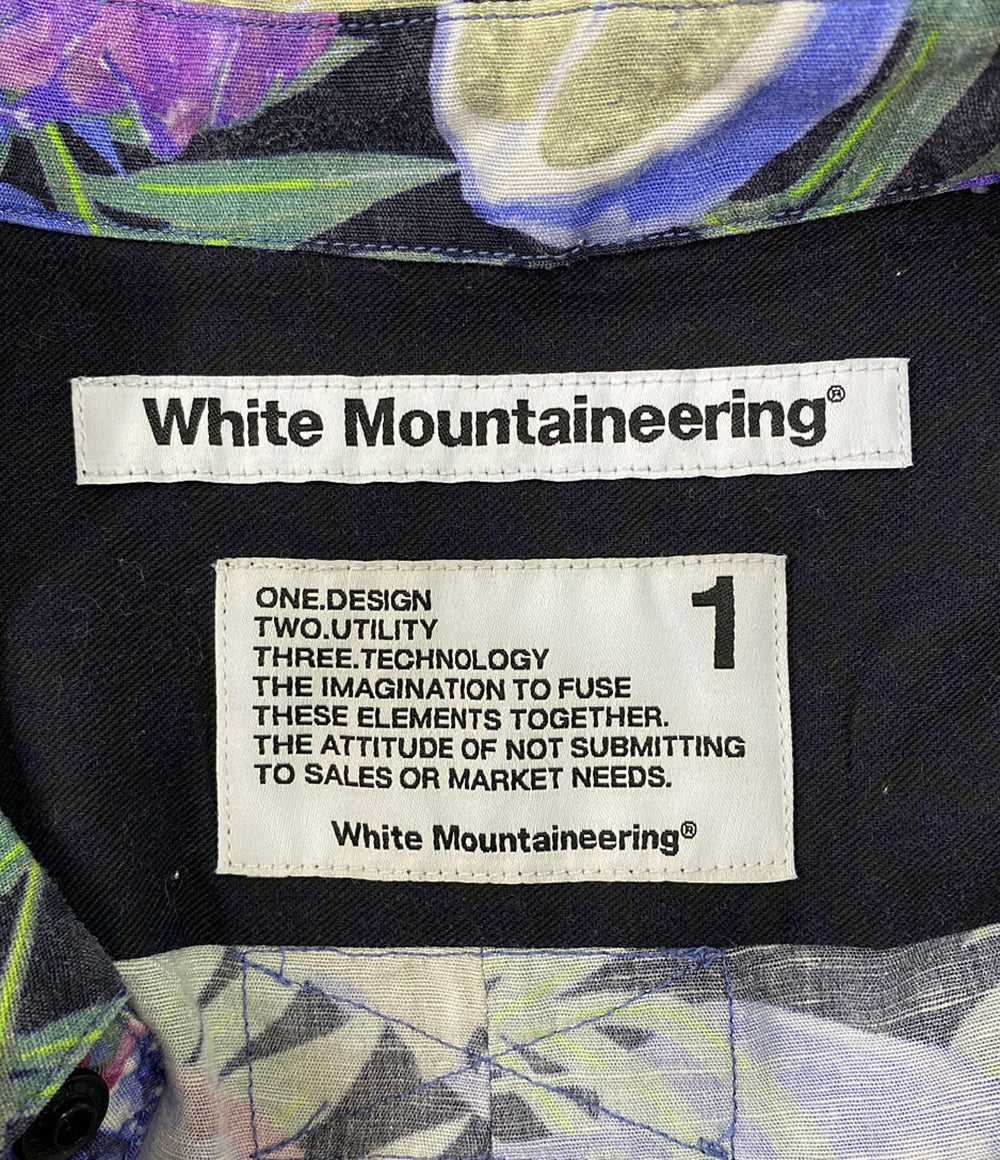 White Mountaineering®
1
ONE.DESIGN
TWO.UTILITY
THREE.TECHNOLOGY
THE IMAGINATION TO FUSE
THESE ELEMENTS TOGETHER.
THE ATTITUDE OF NOT SUBMITTING
TO SALES OR MARKET NEEDS.
White Mountaineering®